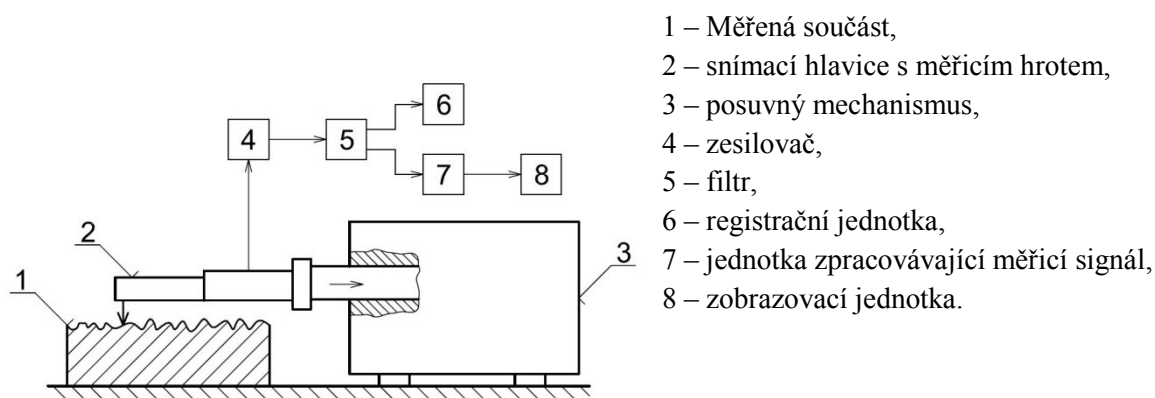 1 – Měřená součást,
2 – snímací hlavice s měřicím hrotem,
3 – posuvný mechanismus,
4 – zesilovač,
5 – filtr,
6 – registrační jednotka,
7 – jednotka zpracovávající měřicí signál,
8 – zobrazovací jednotka.
6
4
5
7
8
2
1
3